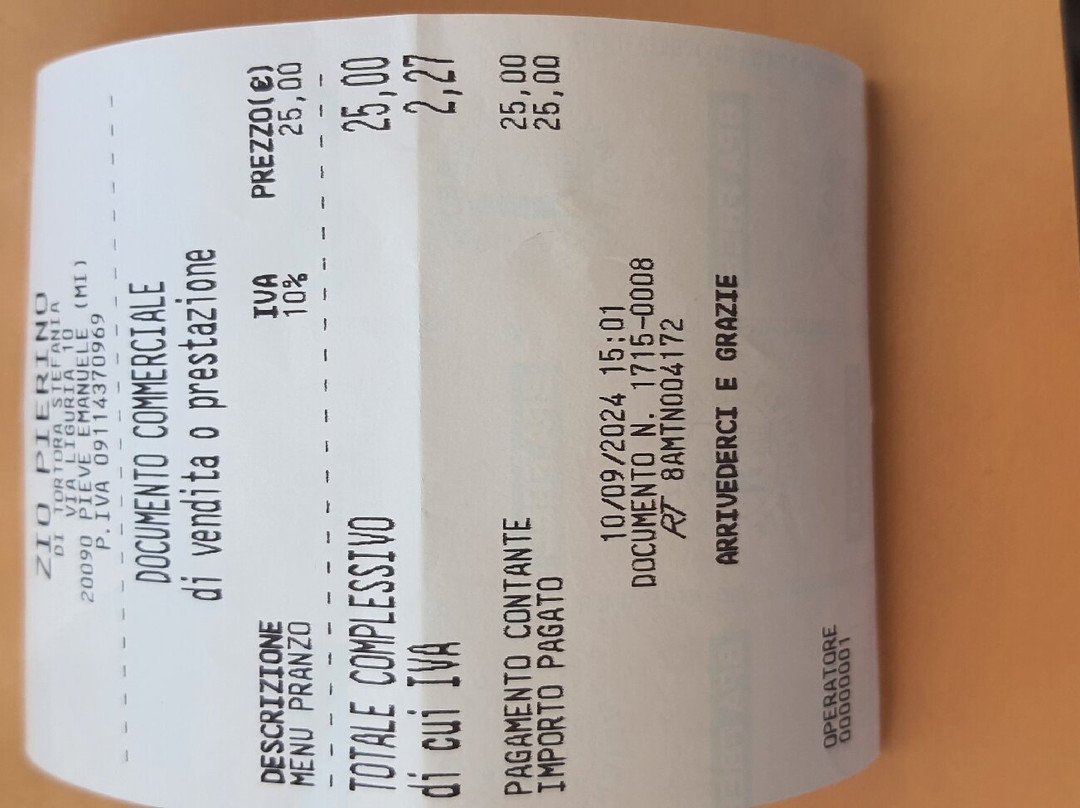 ZIO PIERINO
DI TORTORA STEFANIA
VIA LIGURIA 10
20090 PIEVE EMANUELE (MI)
P.IVA 09114370969
DOCUMENTO COMMERCIALE
di vendita o prestazione
DESCRIZIONE IVA PREZZO(€)
MENU PRANZO 10% 25,00
TOTALE COMPLESSIVO 25,00
di cui IVA 2,27
PAGAMENTO CONTANTE 25,00
IMPORTO PAGATO 25,00
10/09/2024 15:01
DOCUMENTO N. 1715-0008
RT 8AMTN004172
ARRIVEDERCI E GRAZIE
OPERATORE
00000001